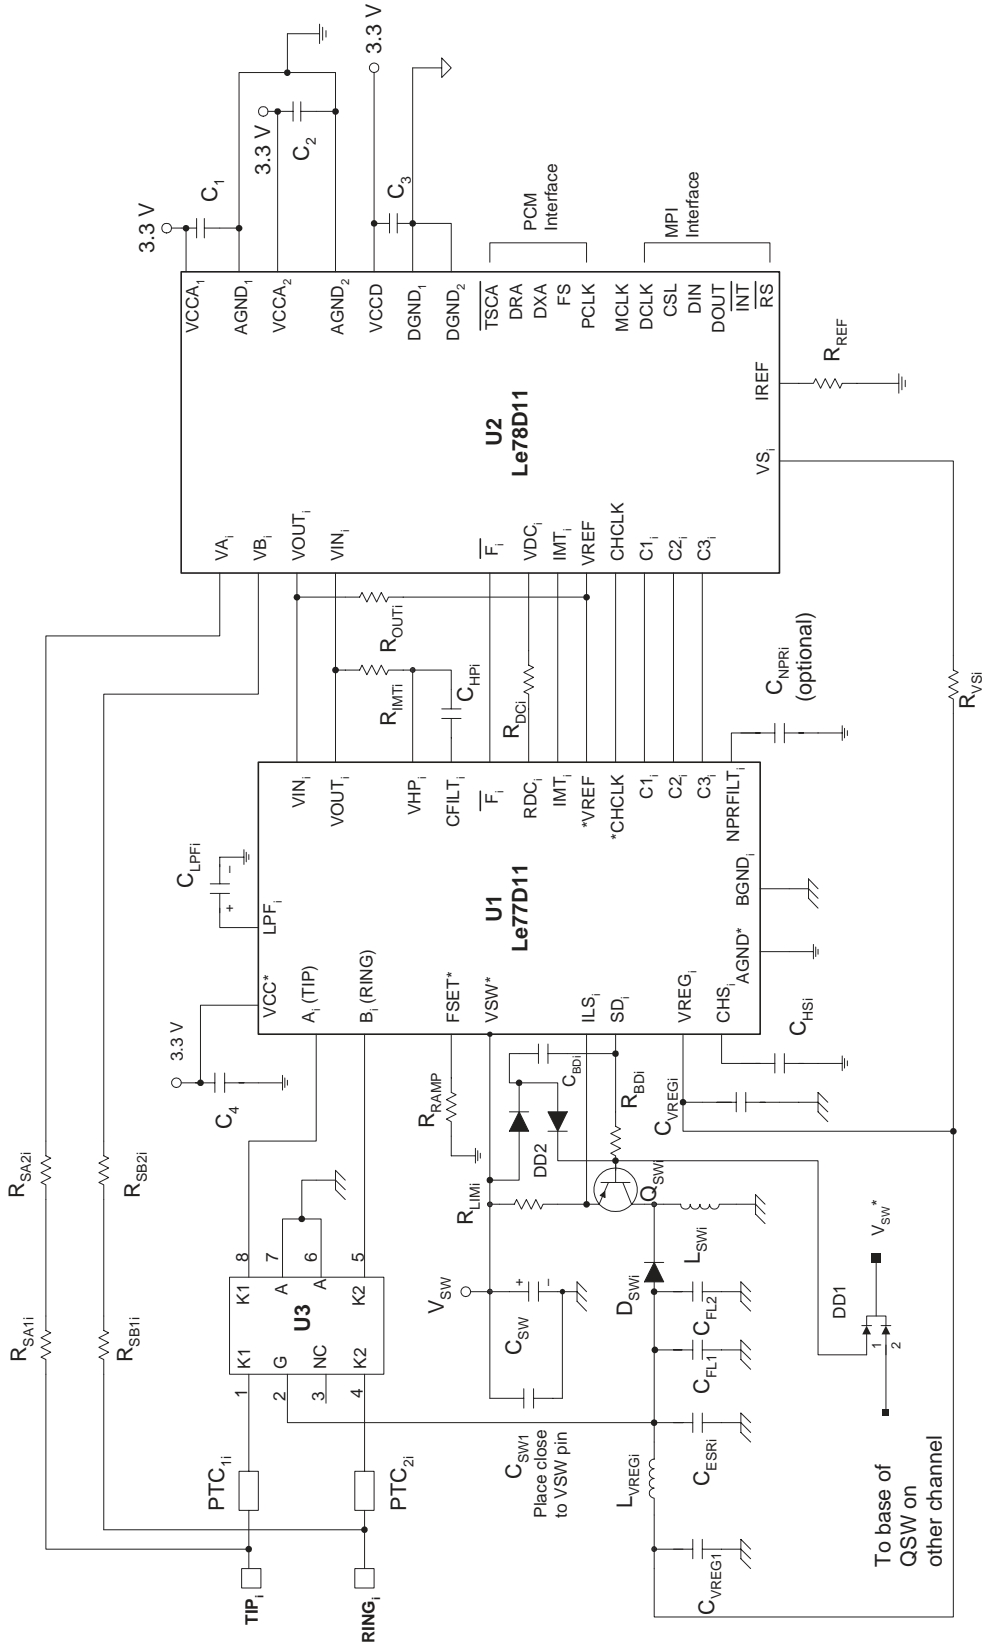 RSA1i
RSA2i
RSB1i
RSB2i
TIPi
RINGi
PTC1i
PTC2i
U3
1
2
3
4
K1
G
NC
K2
K1
A
A
K2
8
7
6
5
3.3 V
C4
CLPFi
+
–
U1
Le77D11
VCC*
LPFi
Ai (TIP)
Bi (RING)
FSET*
VSW*
ILSi
SDi
VREGi
CHSi
AGND*
BGNDi
VINi
VOUTi
VHPi
CFILTi
Fi
RDCi
IMTi
*VREF
*CHCLK
C1i
C2i
C3i
NPRFILTi
RRAMP
VSW
CSW
+
–
CSW1
Place close
to VSW pin
RLIMi
DD2
CBDi
RBDi
QSWi
LSWi
DSWi
CFL2
CFL1
CESRi
LVREGi
CVREG1
CVREGi
CHSi
DD1
1
2
VSW*
To base of
QSW on
other channel
ROUTi
RIMTi
CHPi
RDCi
CNPRi
(optional)
RVSi
U2
Le78D11
VAi
VBi
VOUTi
VINi
Fi
VDCi
IMTi
VREF
CHCLK
C1i
C2i
C3i
VSi
IREF
RREF
VCCA1
AGND1
VCCA2
AGND2
VCCD
DGND1
DGND2
TSCA
DRA
DXA
FS
PCLK
MCLK
DCLK
CSL
DIN
DOUT
INT
RS
3.3 V
C1
3.3 V
C2
3.3 V
C3
PCM
Interface
MPI
Interface